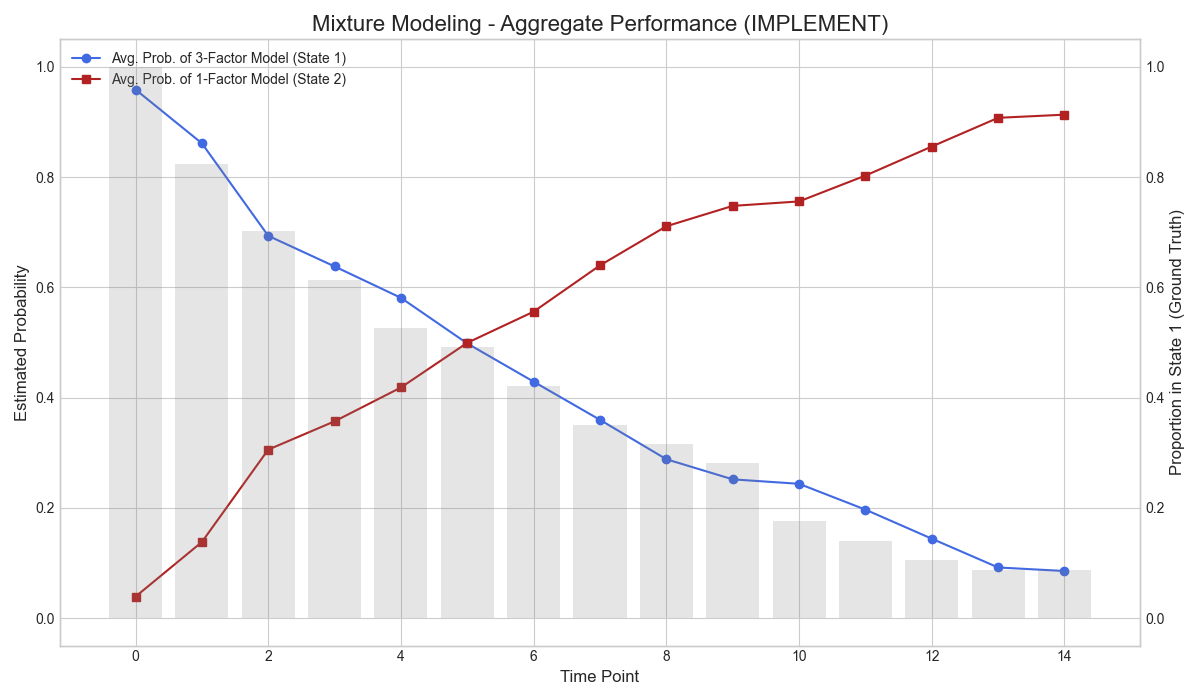 Mixture Modeling - Aggregate Performance (IMPLEMENT)
Avg. Prob. of 3-Factor Model (State 1)
Avg. Prob. of 1-Factor Model (State 2)
Estimated Probability
1.0
0.8
0.6
0.4
0.2
0.0
1.0
0.8
0.6
0.4
0.2
0.0
Proportion in State 1 (Ground Truth)
0 2 4 6 8 10 12 14
Time Point